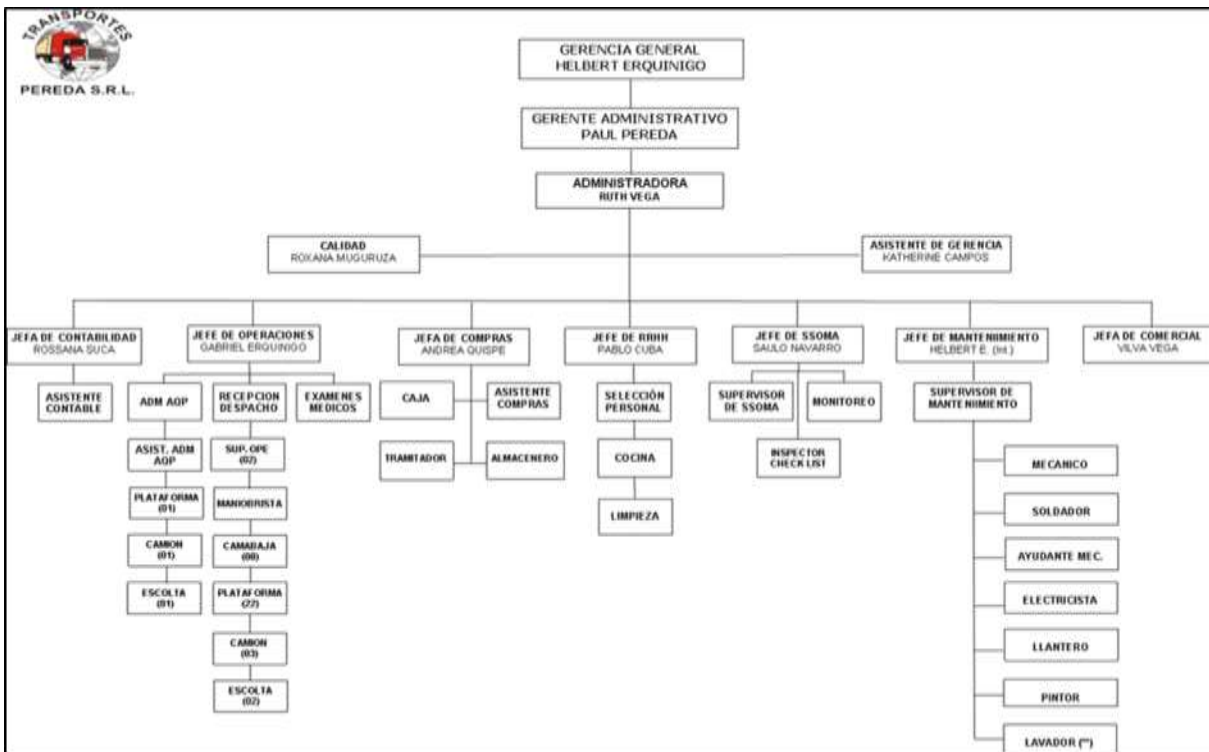 TRANSPORTES
PEREDA S.R.L.
GERENCIA GENERAL
HELBERT ERQUINIGO
GERENTE ADMINISTRATIVO
PAUL PEREDA
ADMINISTRADORA
RUTH VEGA
CALIDAD
ROXANA MUGURUZA
ASISTENTE DE GERENCIA
KATHERINE CAMPOS
JEFA DE CONTABILIDAD
ROSSANA SUCA
JEFE DE OPERACIONES
GABRIEL ERQUINIGO
JEFA DE COMPRAS
ANDREA QUISPE
JEFE DE RRHH
PABLO CUBA
JEFE DE SSOMA
SAULO NAVARRO
JEFE DE MANTENIMIENTO
HELBERT E. (Int.)
JEFA DE COMERCIAL
VILVA VEGA
ASISTENTE
CONTABLE
ADM AQP
RECEPCION
DESPACHO
EXAMENES
MEDICOS
CAJA
ASISTENTE
COMPRAS
SELECCIÓN
PERSONAL
SUPERVISOR
DE SSOMA
MONITOREO
SUPERVISOR DE
MANTENIMIENTO
ASIST. ADM
AQP
SUP. OPE
(02)
TRAMITADOR
ALMACENERO
COCINA
INSPECTOR
CHECK LIST
MECANICO
PLATAFORMA
(01)
MANIOBRISTA
LIMPIEZA
SOLDADOR
CAMION
(01)
CAMABAJA
(08)
AYUDANTE MEC.
ESCOLTA
(01)
PLATAFORMA
(22)
ELECTRICISTA
CAMION
(03)
LLANTERO
ESCOLTA
(02)
PINTOR
LAVADOR (**)